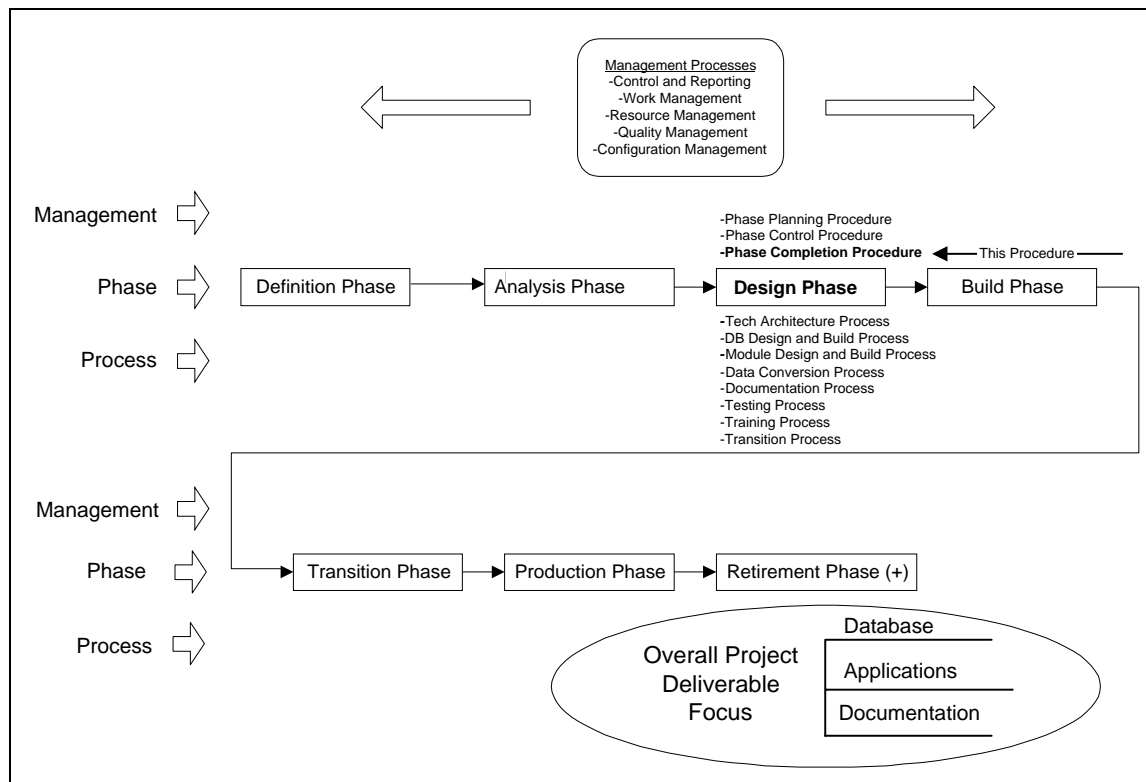 Management Processes
-Control and Reporting
-Work Management
-Resource Management
-Quality Management
-Configuration Management
Management
-Phase Planning Procedure
-Phase Control Procedure
-Phase Completion Procedure
This Procedure
Phase
Definition Phase
Analysis Phase
Design Phase
Build Phase
Process
-Tech Architecture Process
-DB Design and Build Process
-Module Design and Build Process
-Data Conversion Process
-Documentation Process
-Testing Process
-Training Process
-Transition Process
Management
Phase
Transition Phase
Production Phase
Retirement Phase (+)
Process
Overall Project
Deliverable
Focus
Database
Applications
Documentation